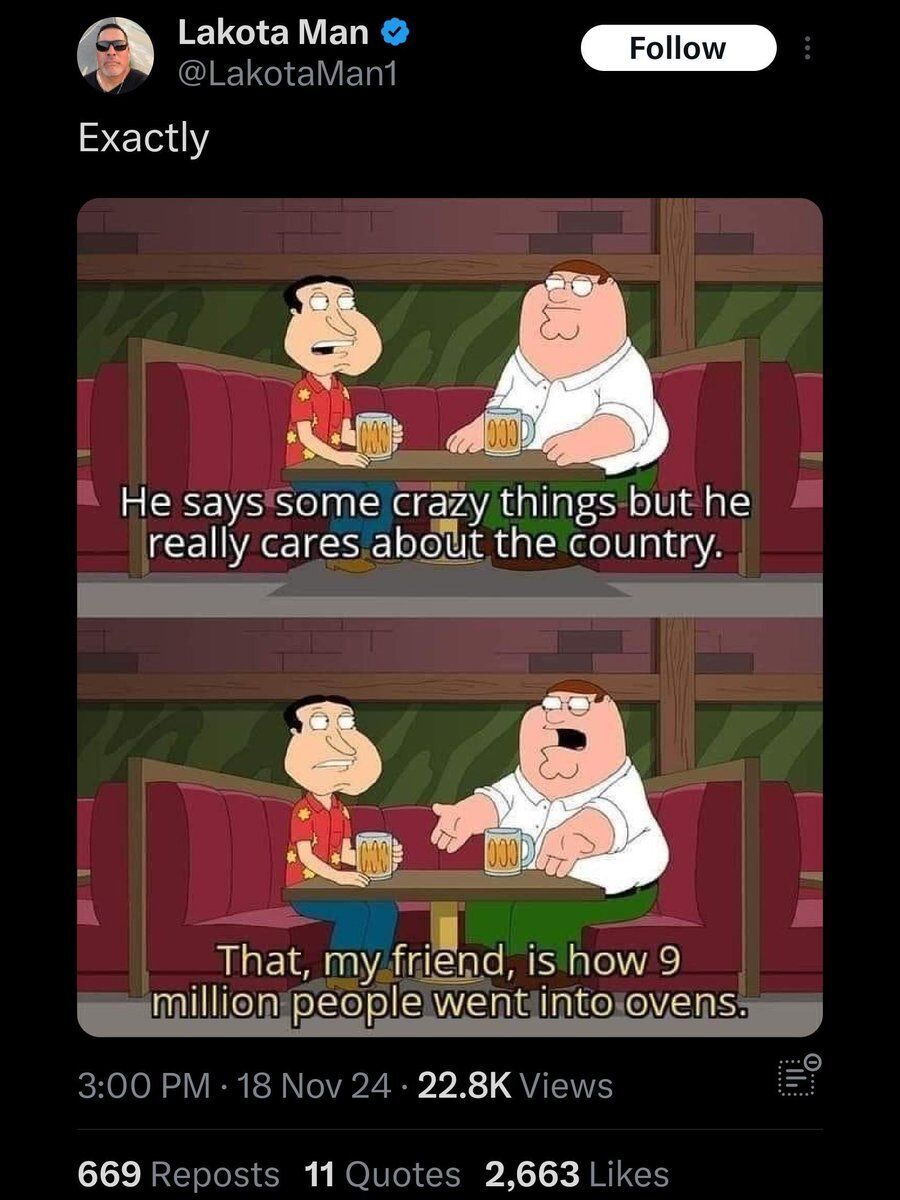 Lakota Man
@LakotaMan1
Follow
Exactly
He says some crazy things but he
really cares about the country.
That, my friend, is how 9
million people went into ovens.
3:00 PM · 18 Nov 24 · 22.8K Views
669 Reposts 11 Quotes 2,663 Likes